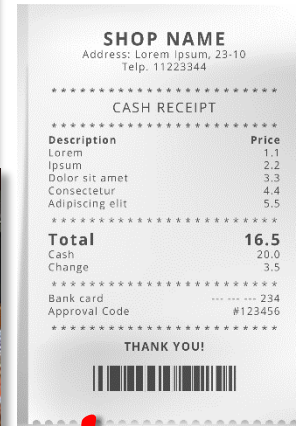 SHOP NAME
Address: Lorem Ipsum, 23-10
Telp. 11223344
* * * * * * * * * * * * * * * * * * * * * * * *
CASH RECEIPT
* * * * * * * * * * * * * * * * * * * * * * * *
Description Price
Lorem 1.1
Ipsum 2.2
Dolor sit amet 3.3
Consectetur 4.4
Adipiscing elit 5.5
* * * * * * * * * * * * * * * * * * * * * * * *
Total 16.5
Cash 20.0
Change 3.5
* * * * * * * * * * * * * * * * * * * * * * * *
Bank card --- --- --- 234
Approval Code #123456
* * * * * * * * * * * * * * * * * * * * * * * *
THANK YOU!